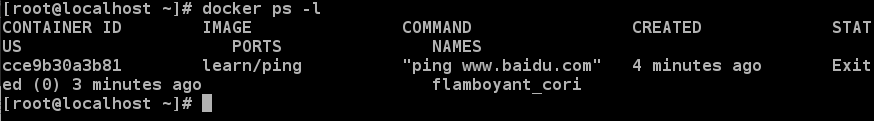 [root@localhost ~]# docker ps -l
CONTAINER ID        IMAGE               COMMAND                CREATED             STAT
US                       PORTS               NAMES
cce9b30a3b81        learn/ping          "ping www.baidu.com"   4 minutes ago       Exit
ed (0) 3 minutes ago                         flamboyant_cori
[root@localhost ~]#